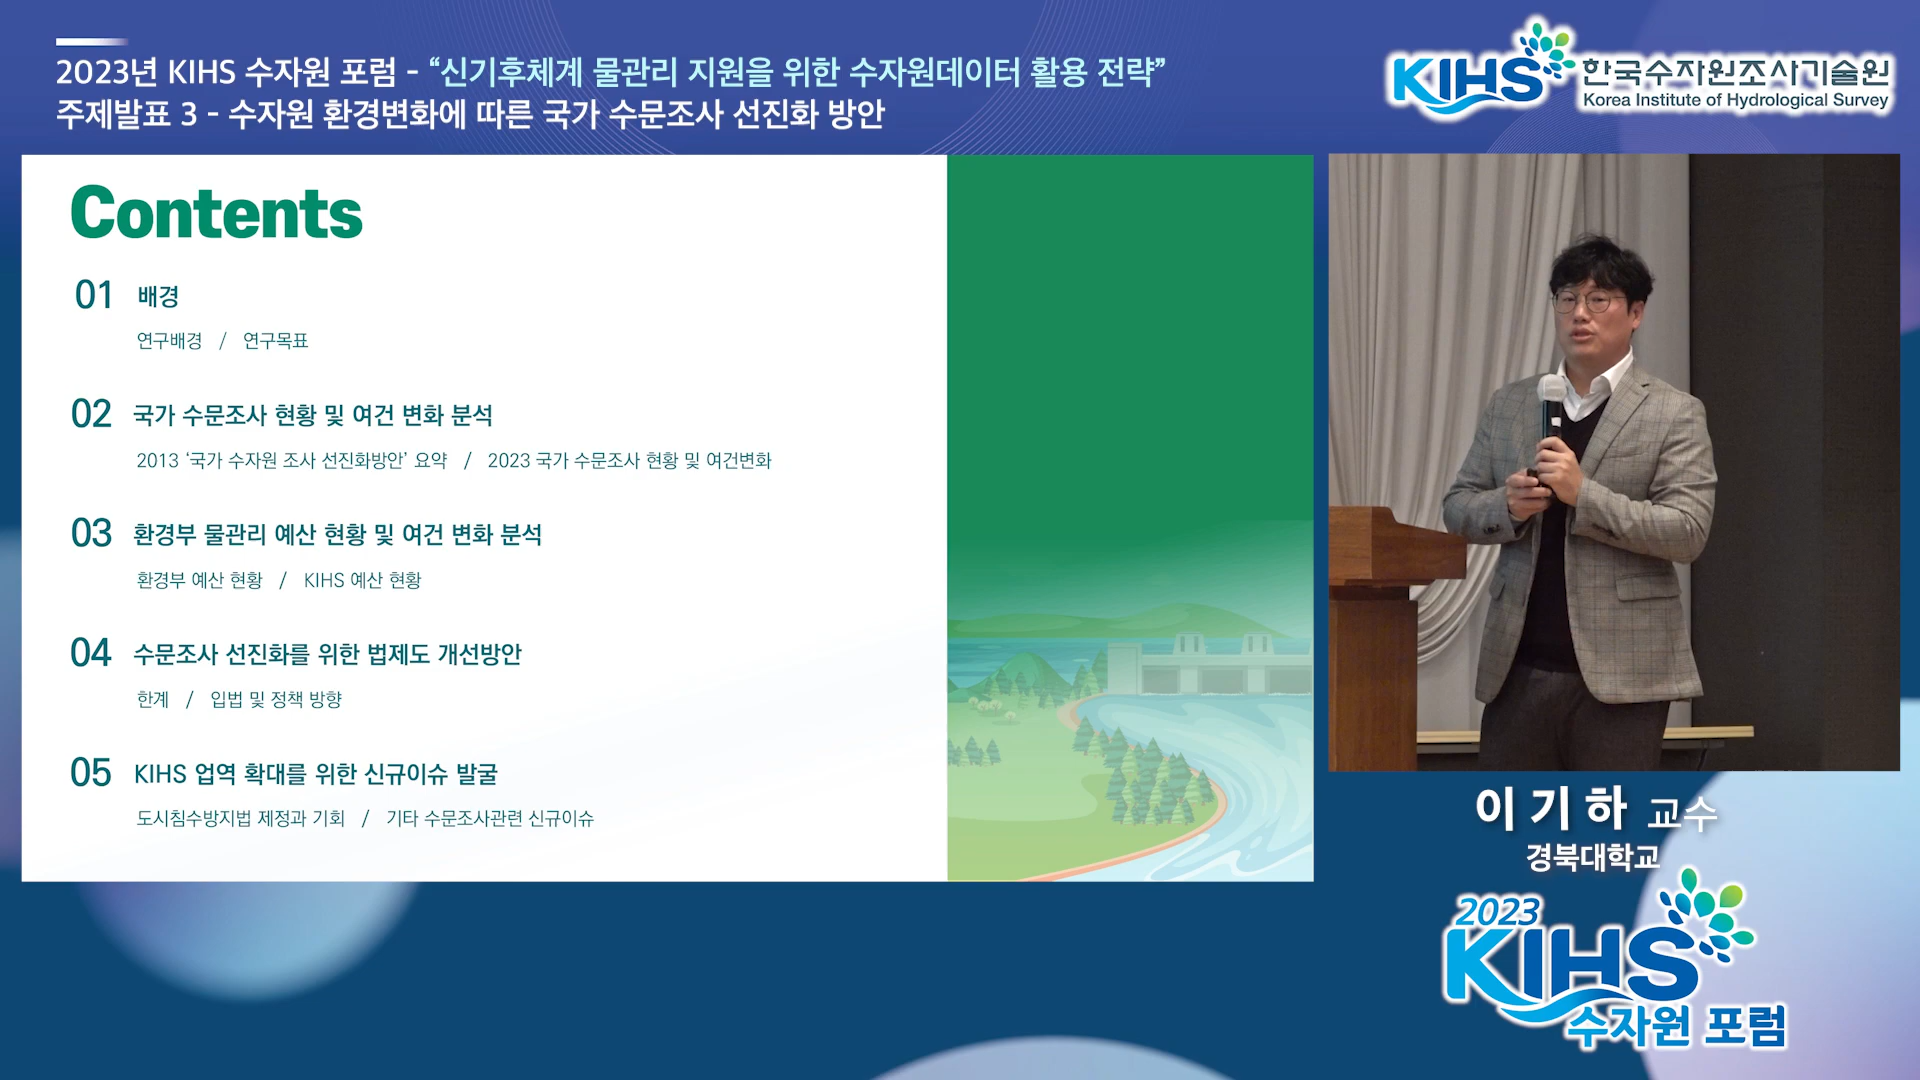 2023년 KIHS 수자원 포럼 - “신기후체계 물관리 지원을 위한 수자원데이터 활용 전략”
주제발표 3 - 수자원 환경변화에 따른 국가 수문조사 선진화 방안
KIHS 한국수자원조사기술원
Korea Institute of Hydrological Survey
Contents
01 배경
연구배경 / 연구목표
02 국가 수문조사 현황 및 여건 변화 분석
2013 ‘국가 수자원 조사 선진화방안’ 요약 / 2023 국가 수문조사 현황 및 여건변화
03 환경부 물관리 예산 현황 및 여건 변화 분석
환경부 예산 현황 / KIHS 예산 현황
04 수문조사 선진화를 위한 법제도 개선방안
한계 / 입법 및 정책 방향
05 KIHS 업역 확대를 위한 신규이슈 발굴
도시침수방지법 제정과 기회 / 기타 수문조사관련 신규이슈
이 기 하 교수
경북대학교
2023
KIHS
수자원 포럼